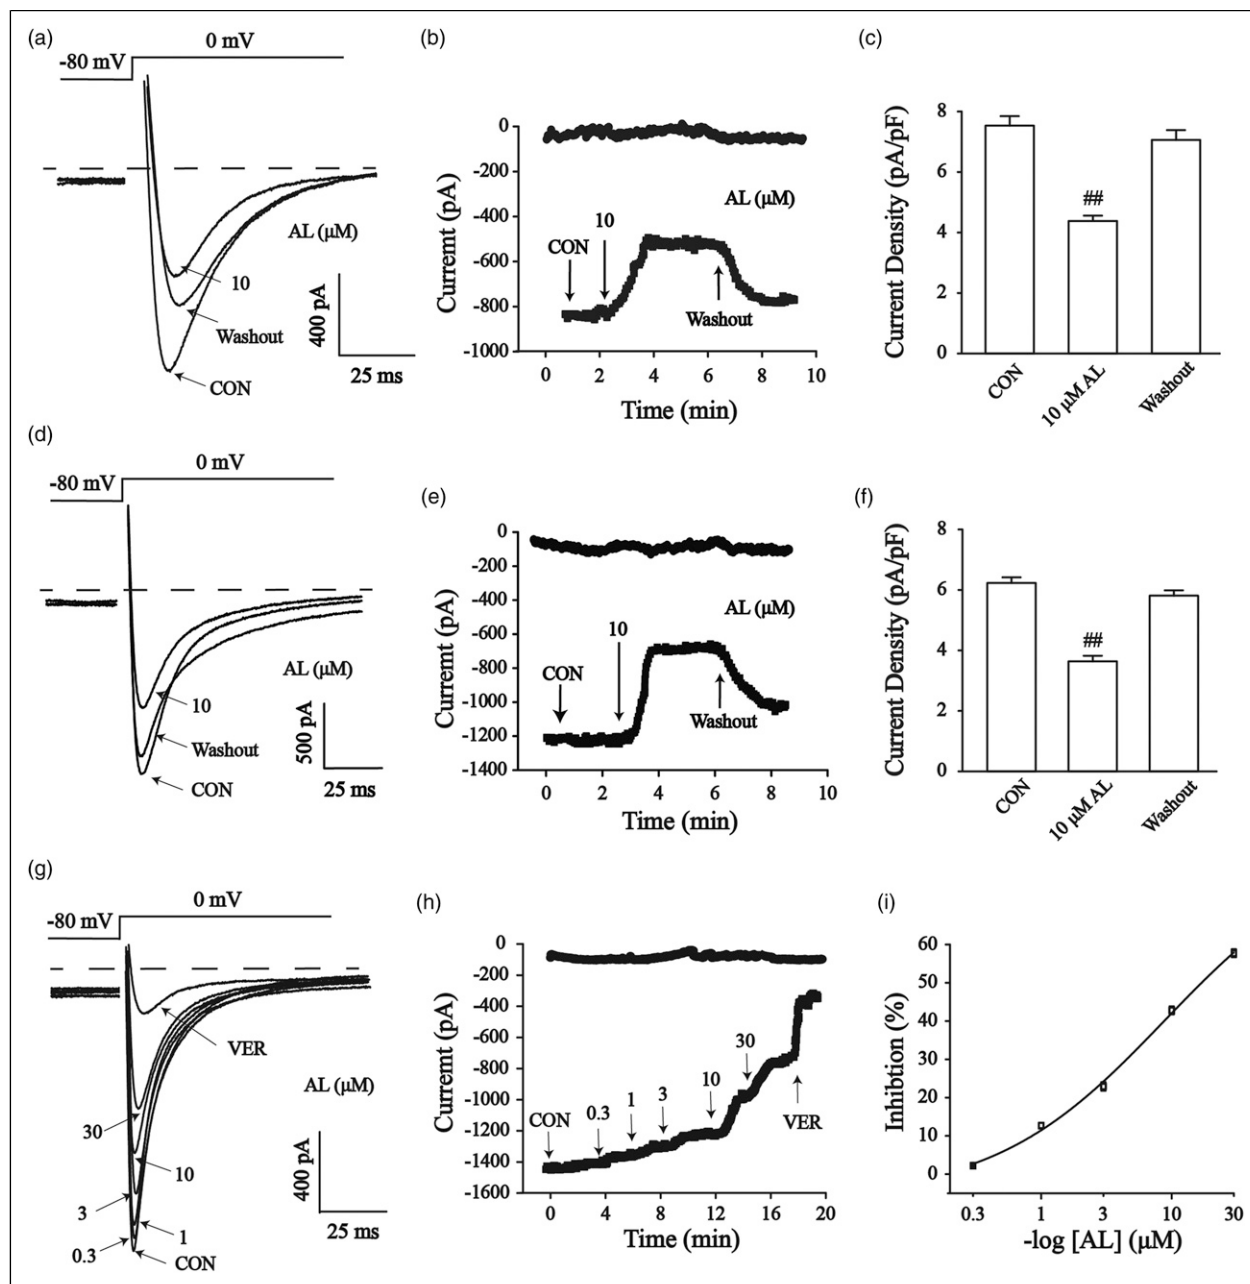 (a)
0 mV
-80 mV
AL (μM)
10
Washout
CON
400 pA
25 ms
(b)
Curremt (pA)
0
-200
-400
-600
-800
-1000
AL (μM)
10
CON
Washout
0 2 4 6 8 10
Time (min)
(c)
Current Density (pA/pF)
8
6
4
2
0
##
CON
10 μM AL
Washout
(d)
0 mV
-80 mV
AL (μM)
10
Washout
CON
500 pA
25 ms
(e)
Curremt (pA)
0
-200
-400
-600
-800
-1000
-1200
-1400
AL (μM)
10
CON
Washout
0 2 4 6 8 10
Time (min)
(f)
Current Density (pA/pF)
8
6
4
2
0
##
CON
10 μM AL
Washout
(g)
0 mV
-80 mV
VER
AL (μM)
30
10
3
1
0.3
CON
400 pA
25 ms
(h)
Curremt (pA)
0
-200
-400
-600
-800
-1000
-1200
-1400
-1600
AL (μM)
CON
0.3
1
3
10
30
VER
0 4 8 12 16 20
Time (min)
(i)
Inhibtion (%)
60
50
40
30
20
10
0
0.3 1 3 10 30
-log [AL] (μM)